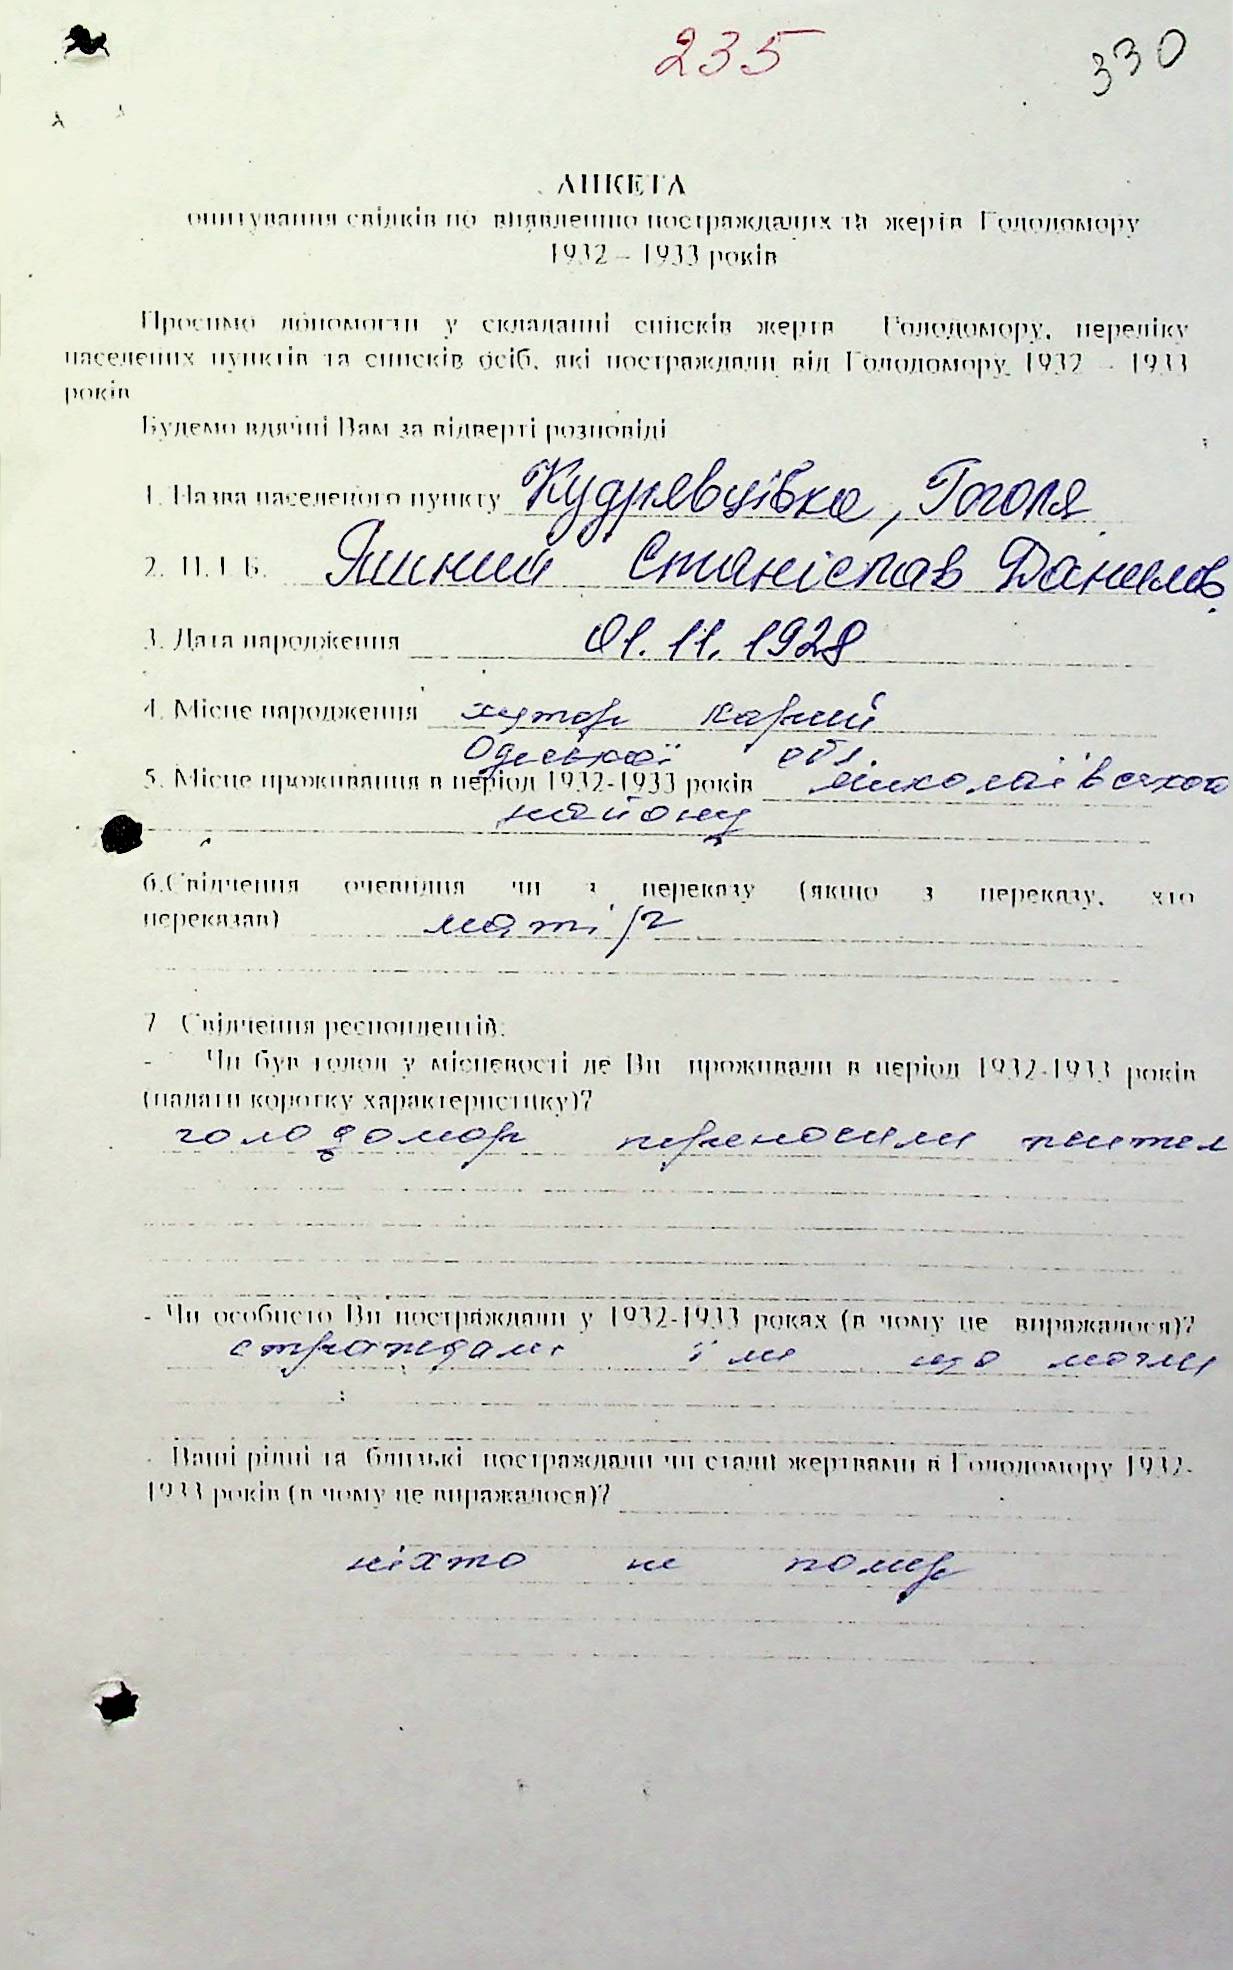 235
330
АНКЕТА
опитування свідків по виявленню постраждалих та жертв Голодомору
1932 – 1933 років
Просимо допомогти у складанні списків жертв Голодомору, переліку
населених пунктів та списків осіб, які постраждали від Голодомору 1932 – 1933
років
Будемо вдячні Вам за відверті розповіді
1. Назва населеного пункту Кудрявцівка, Гоголя
2. П.І.Б. Станіслав Данилов.
3. Дата народження 01.11.1928
4. Місце народження хутор
Одеської обл.
5. Місце проживання в період 1932-1933 років миколаївського
району
6.Свідчення очевидця чи з переказу (якщо з переказу, хто
переказав) матір
7 Свідчення респондентів:
- Чи був голод у місцевості де Ви проживали в період 1932-1933 років
(надати коротку характеристику)?
голодомор переносили
- Чи особисто Ви постраждали у 1932-1933 роках (в чому це виражалося)?
страждали їли що могли
- Ваші рідні та близькі постраждали чи стали жертвами в Голодомору 1932-
1933 років (в чому це виражалося)?
ніхто не помер